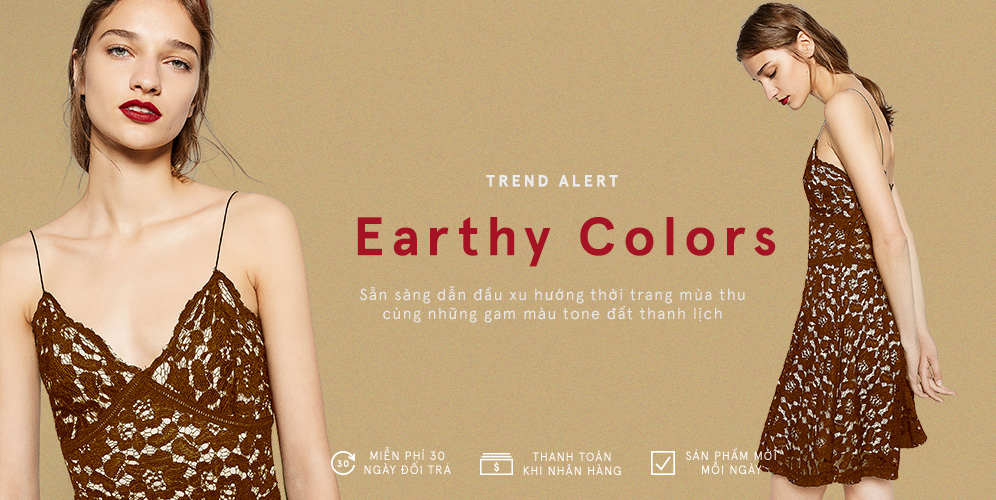 TREND ALERT
Earthy Colors
Sẵn sàng dẫn đầu xu hướng thời trang mùa thu
cùng những gam màu tone đất thanh lịch
30
MIỄN PHÍ 30
NGÀY ĐỔI TRẢ
$
THANH TOÁN
KHI NHẬN HÀNG
SẢN PHẨM MỚI
MỖI NGÀY